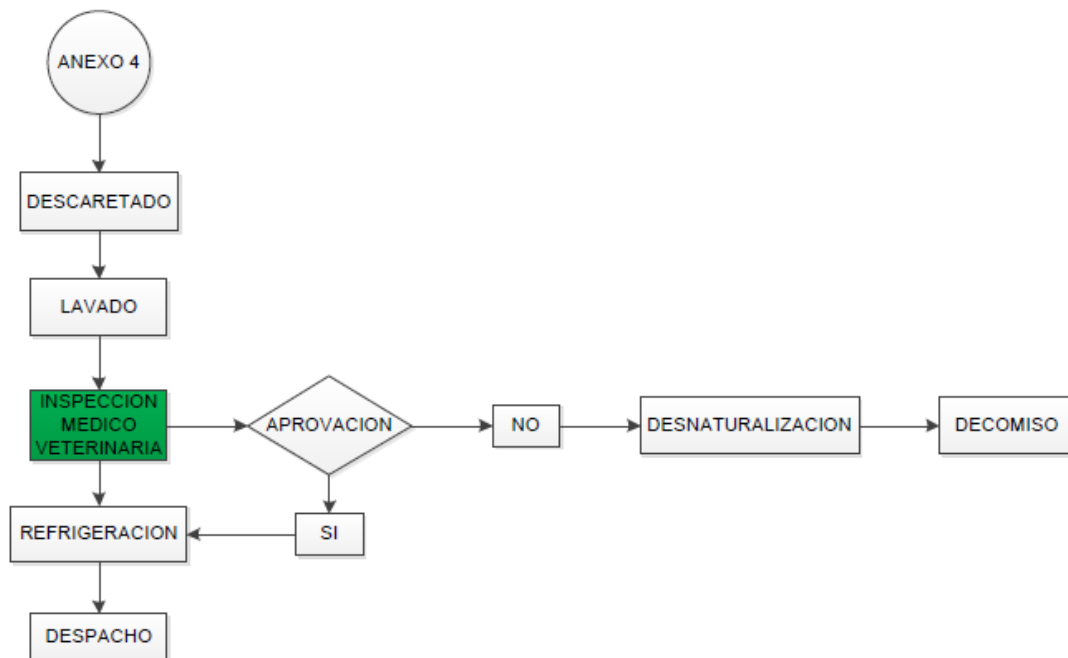 ANEXO 4
DESCARETADO
LAVADO
INSPECCION
MEDICO
VETERINARIA
APROVACION
NO
DESNATURALIZACION
DECOMISO
REFRIGERACION
SI
DESPACHO